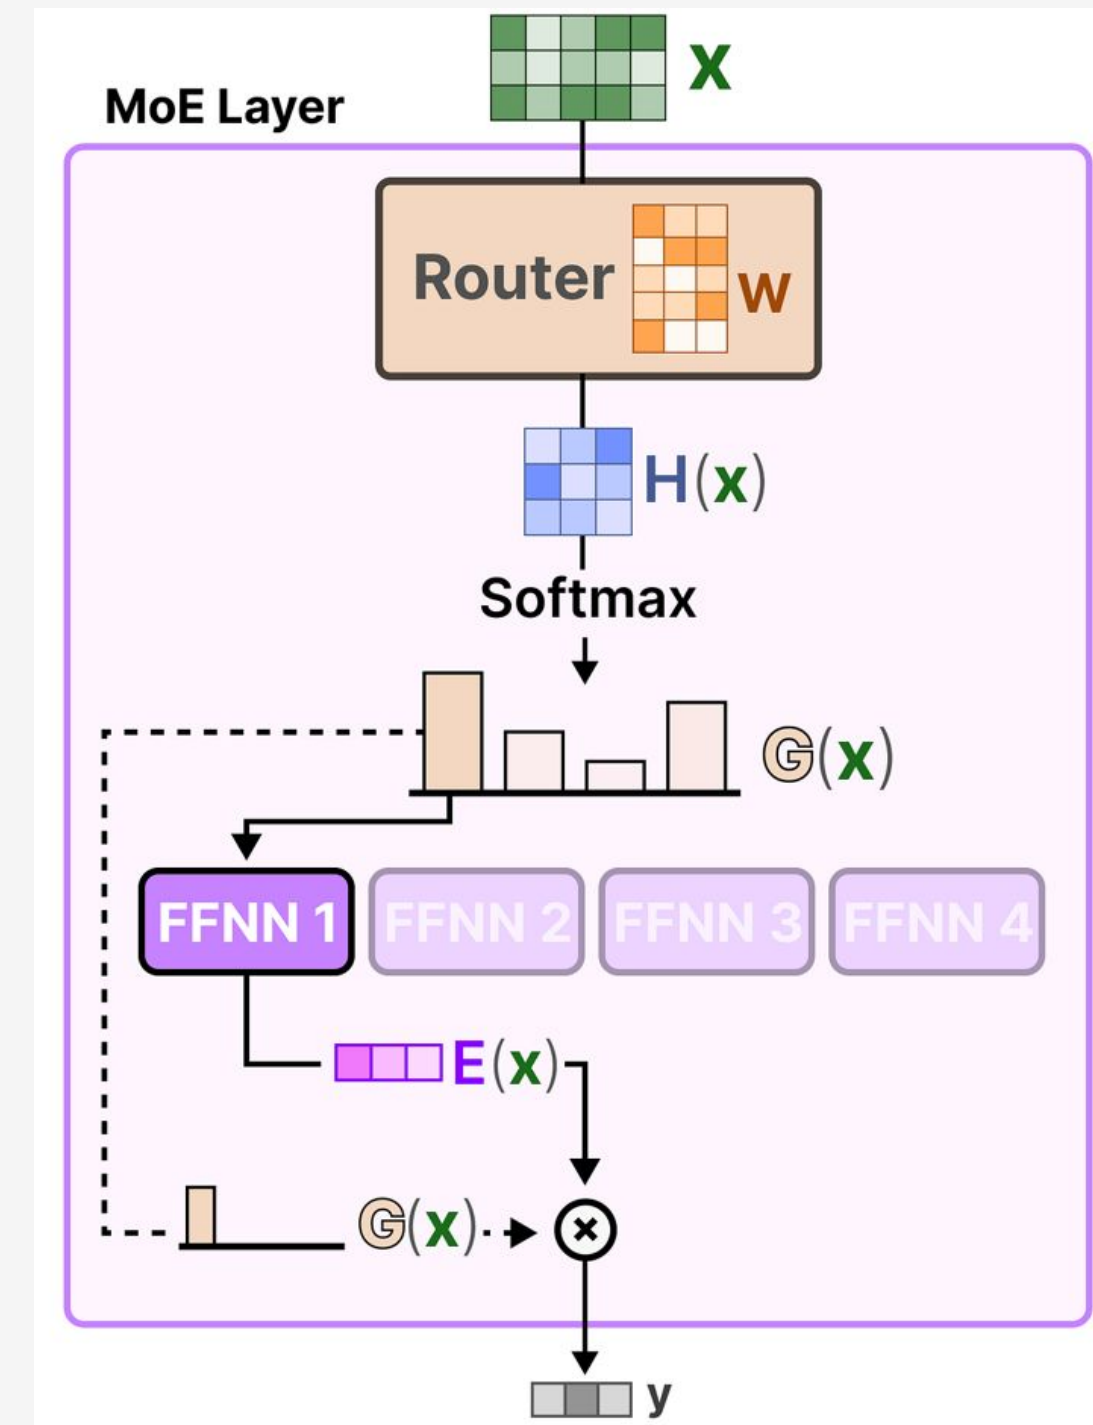 x
MoE Layer
Router W
H(x)
Softmax
G(x)
FFNN 1 FFNN 2 FFNN 3 FFNN 4
E(x)
G(x)
y